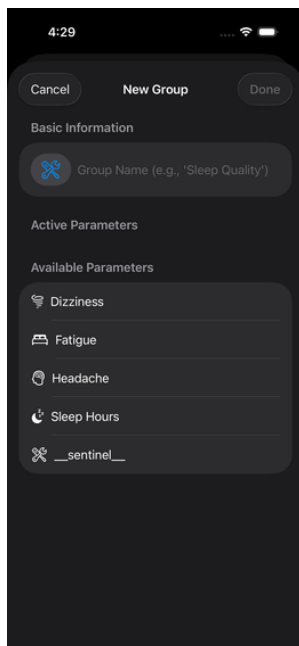 4:29
Cancel New Group Done
Basic Information
Group Name (e.g., 'Sleep Quality')
Active Parameters
Available Parameters
Dizziness
Fatigue
Headache
Sleep Hours
__sentinel__